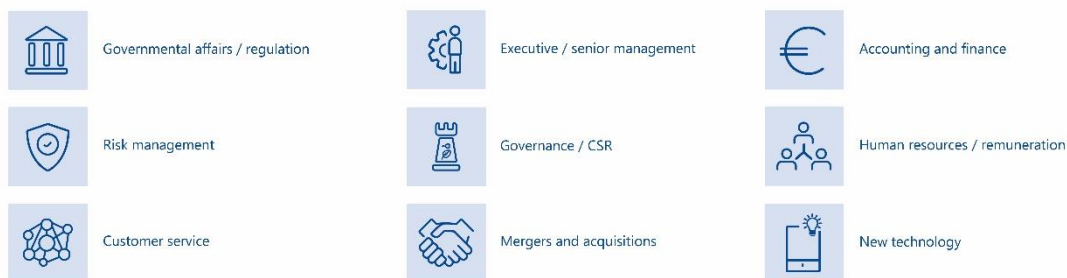 Governmental affairs / regulation
Executive / senior management
Accounting and finance
Risk management
Governance / CSR
Human resources / remuneration
Customer service
Mergers and acquisitions
New technology